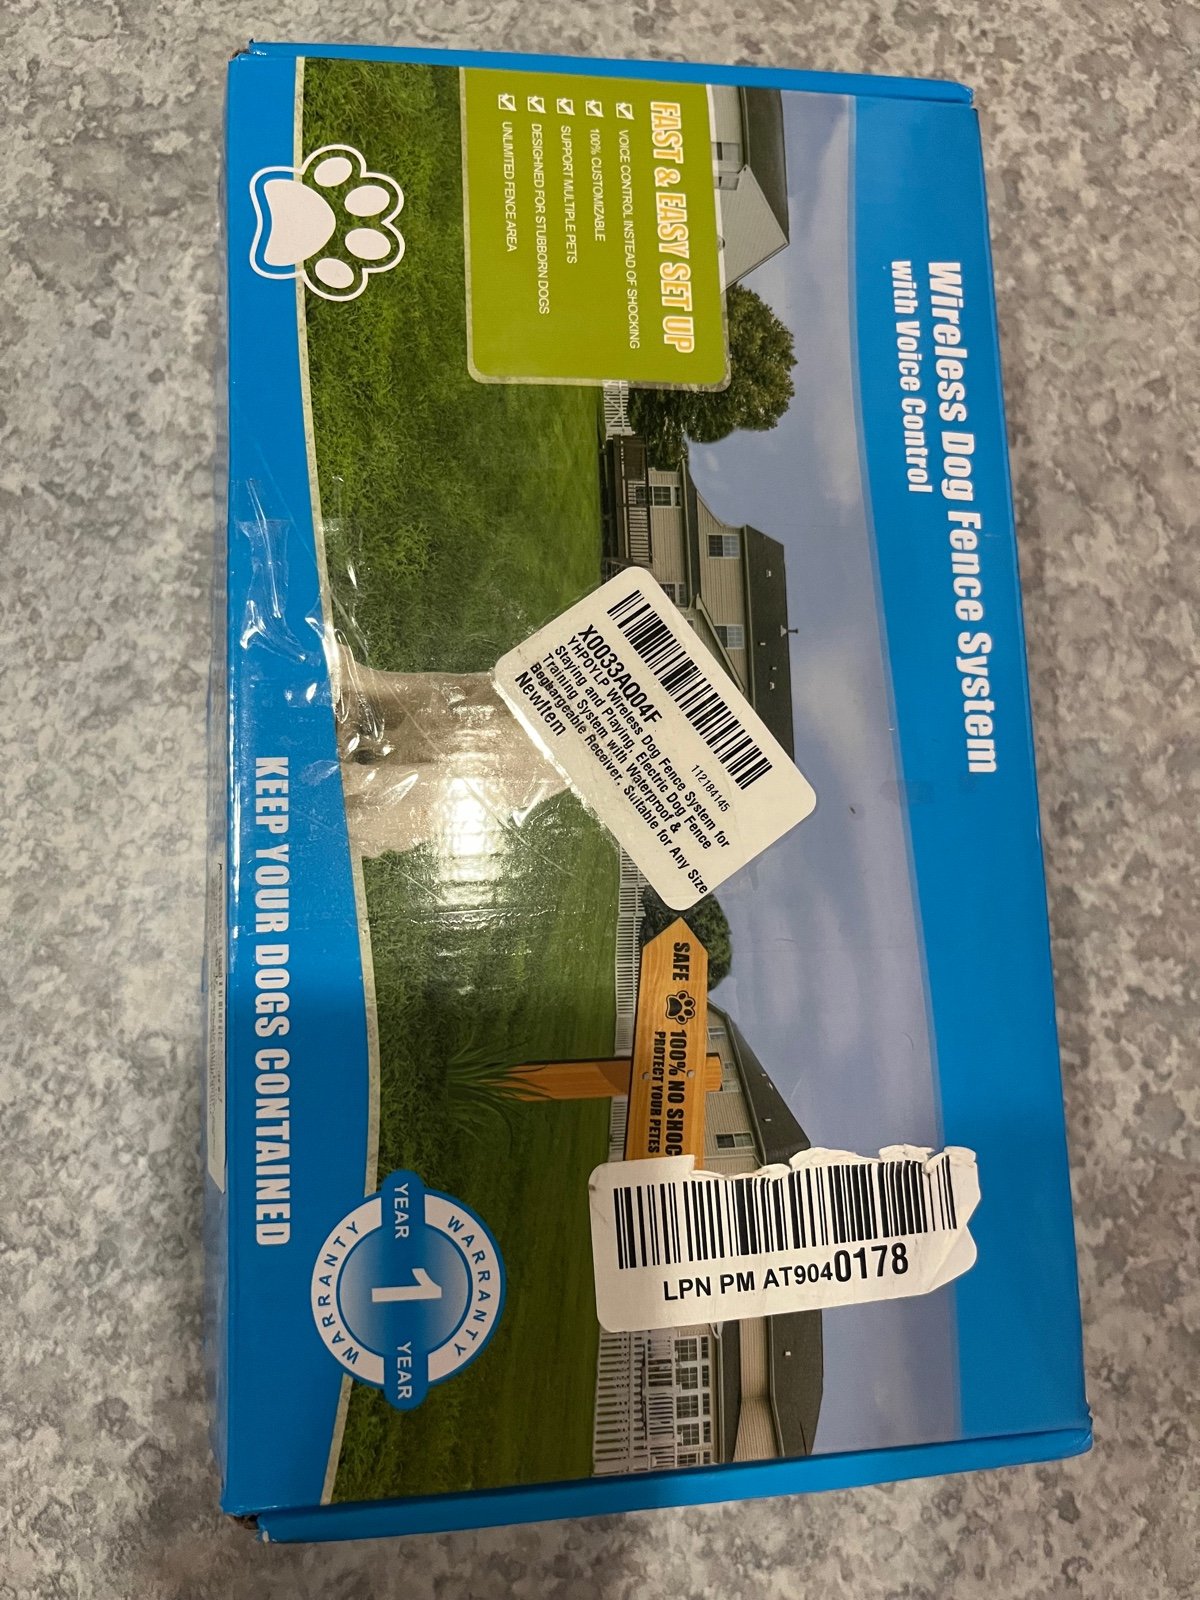 Wireless Dog Fence System
with Voice Control
FAST & EASY SET UP
VOICE CONTROL INSTEAD OF SHOCKING
100% CUSTOMIZABLE
SUPPORT MULTIPLE PETS
DESIGHNED FOR STUBBORN DOGS
UNLIMITED FENCE AREA
X0033AQ04F
112184145
YHPOYLP Wireless Dog Fence System for
Staying and Playing, Electric Dog Fence
Training System with Waterproof &
Rechargeable Receiver, Suitable for Any Size
NewItem
SAFE 100% NO SHOC
PROTECT YOUR PETES
LPN PM AT9040178
KEEP YOUR DOGS CONTAINED
WARRANTY
YEAR 1 YEAR
WARRANTY